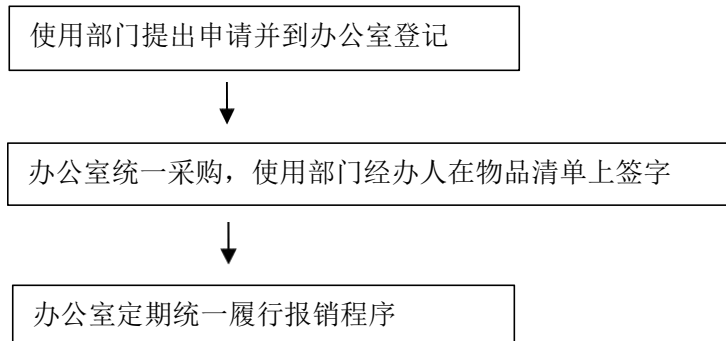 使用部门提出申请并到办公室登记
办公室统一采购，使用部门经办人在物品清单上签字
办公室定期统一履行报销程序